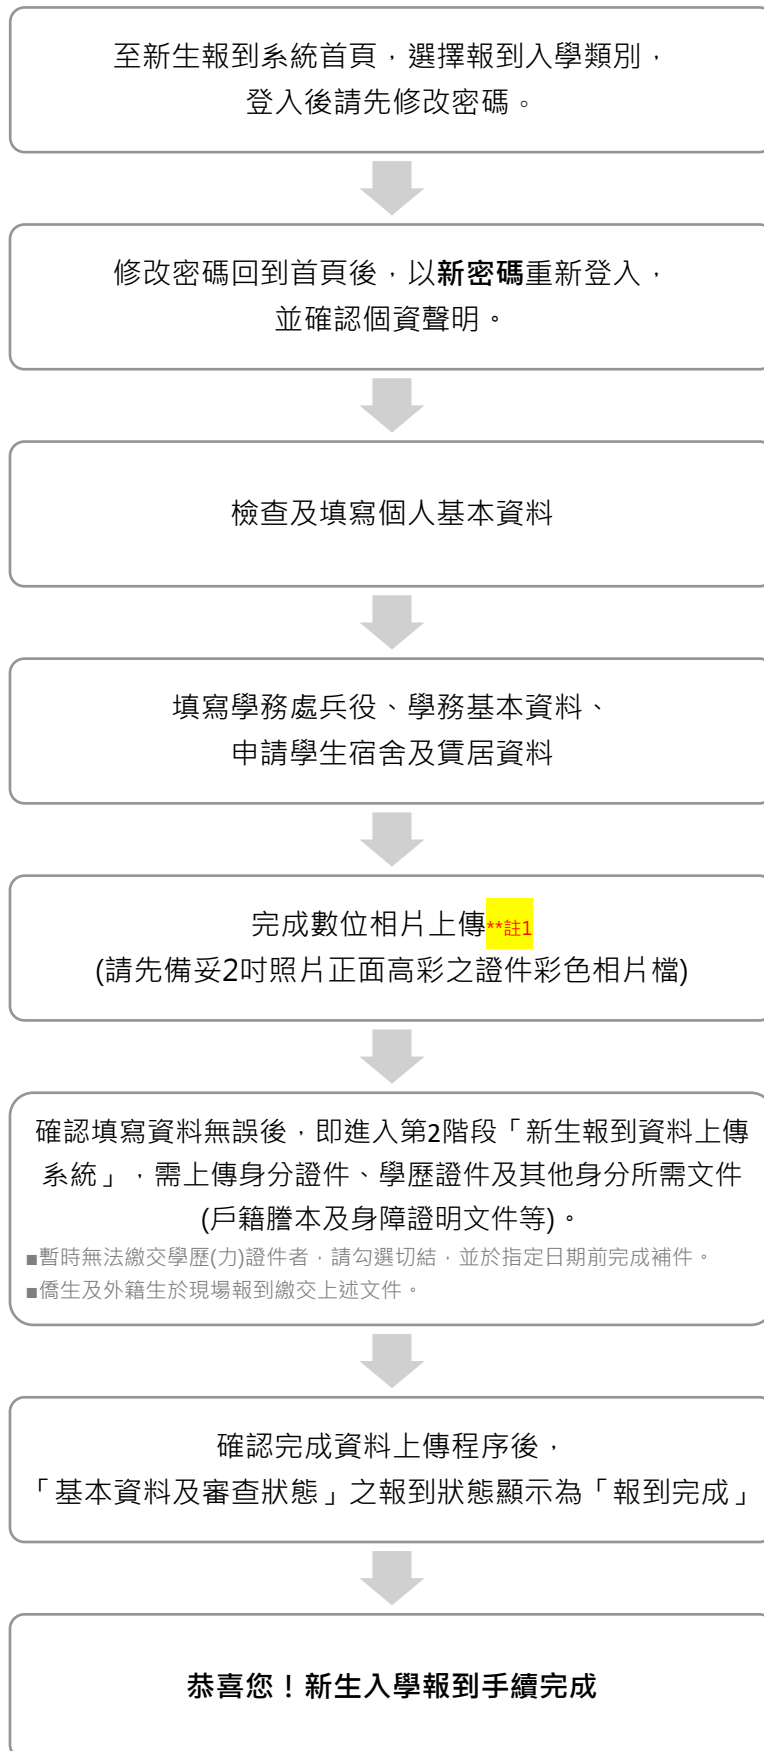 至新生報到系統首頁，選擇報到入學類別，
登入後請先修改密碼。
修改密碼回到首頁後，以新密碼重新登入，
並確認個資聲明。
檢查及填寫個人基本資料
填寫學務處兵役、學務基本資料、
申請學生宿舍及賃居資料
完成數位相片上傳**註1
(請先備妥2吋照片正面高彩之證件彩色相片檔)
確認填寫資料無誤後，即進入第2階段「新生報到資料上傳
系統」，需上傳身分證件、學歷證件及其他身分所需文件
(戶籍謄本及身障證明文件等)。
■暫時無法繳交學歷(力)證件者，請勾選切結，並於指定日期前完成補件。
■僑生及外籍生於現場報到繳交上述文件。
確認完成資料上傳程序後，
「基本資料及審查狀態」之報到狀態顯示為「報到完成」
恭喜您！新生入學報到手續完成